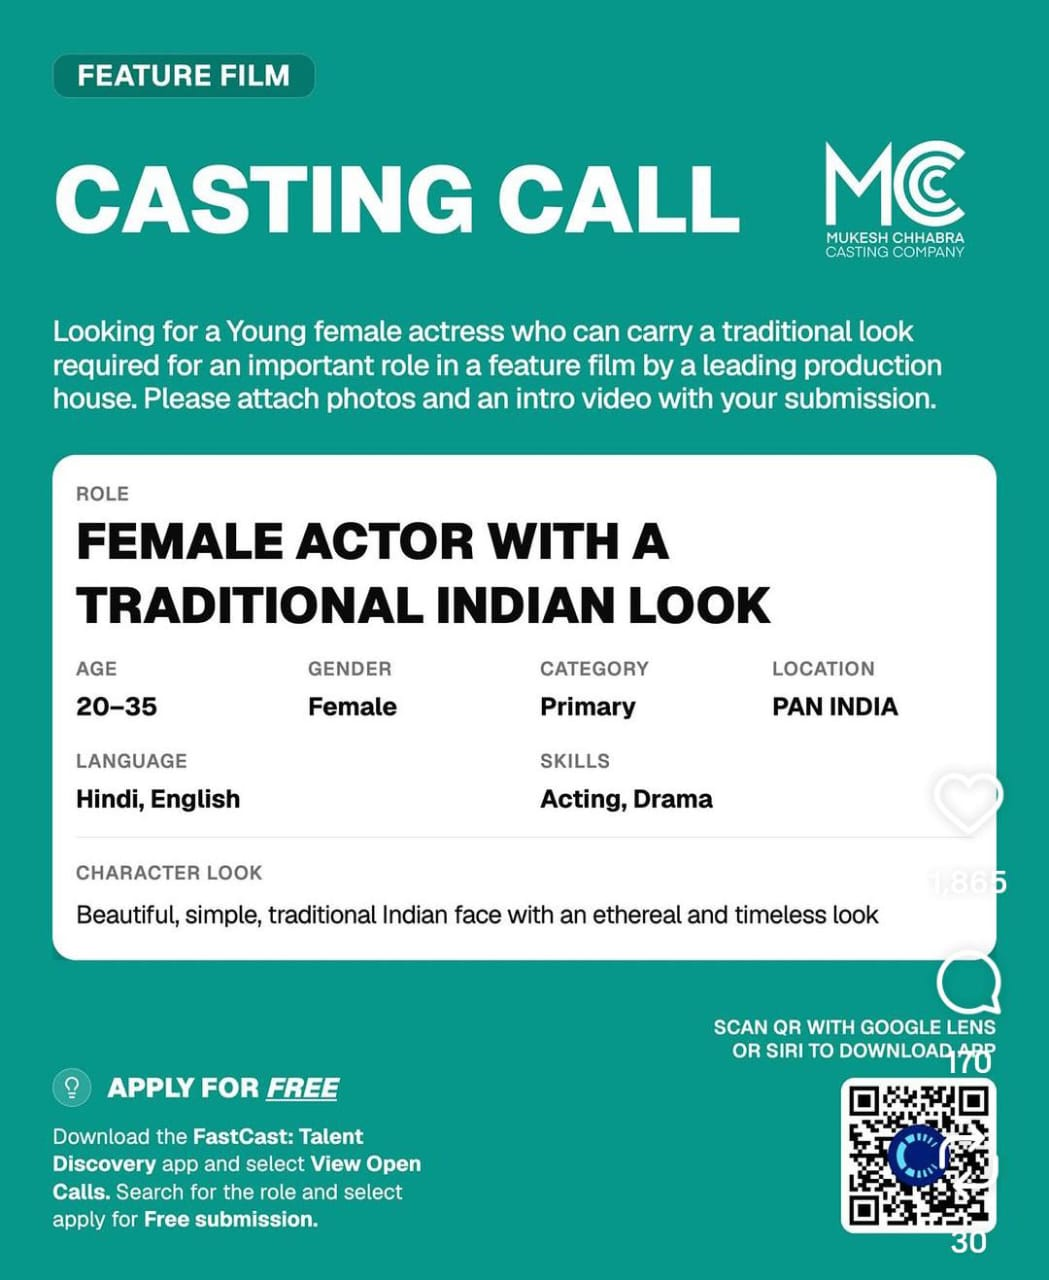 FEATURE FILM
CASTING CALL
MUKESH CHHABRA
CASTING COMPANY
Looking for a Young female actress who can carry a traditional look
required for an important role in a feature film by a leading production
house. Please attach photos and an intro video with your submission.
ROLE
FEMALE ACTOR WITH A
TRADITIONAL INDIAN LOOK
AGE
20–35
GENDER
Female
CATEGORY
Primary
LOCATION
PAN INDIA
LANGUAGE
Hindi, English
SKILLS
Acting, Drama
CHARACTER LOOK
Beautiful, simple, traditional Indian face with an ethereal and timeless look
1,865
SCAN QR WITH GOOGLE LENS
OR SIRI TO DOWNLOAD APP
170
APPLY FOR FREE
Download the FastCast: Talent
Discovery app and select View Open
Calls. Search for the role and select
apply for Free submission.
30